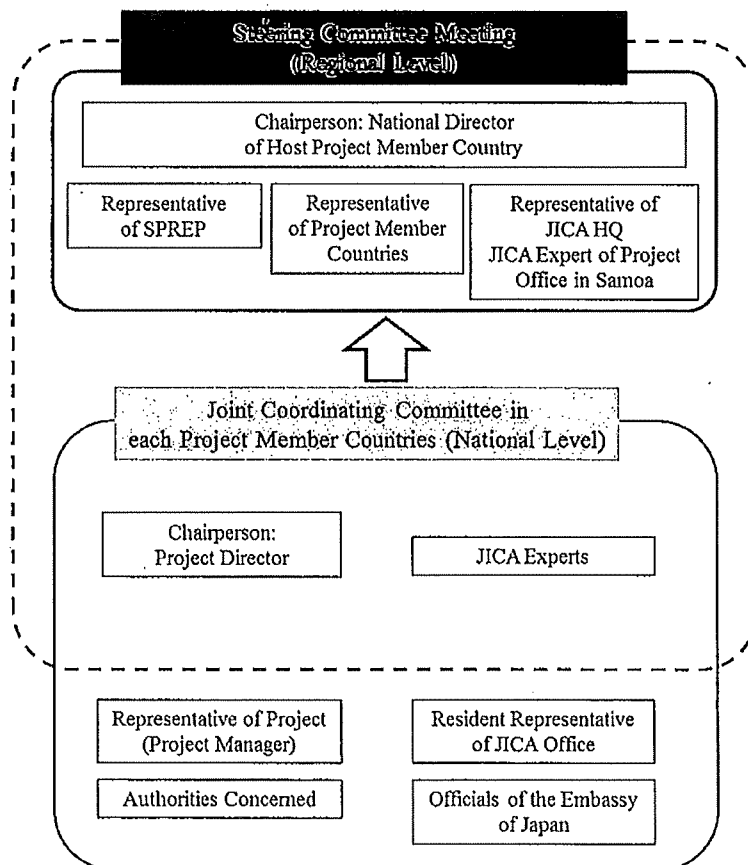 Steering Committee Meeting
(Regional Level)
Chairperson: National Director
of Host Project Member Country
Representative
of SPREP
Representative
of Project Member
Countries
Representative of
JICA HQ
JICA Expert of Project
Office in Samoa
Joint Coordinating Committee in
each Project Member Countries (National Level)
Chairperson:
Project Director
JICA Experts
Representative of Project
(Project Manager)
Resident Representative
of JICA Office
Authorities Concerned
Officials of the Embassy
of Japan